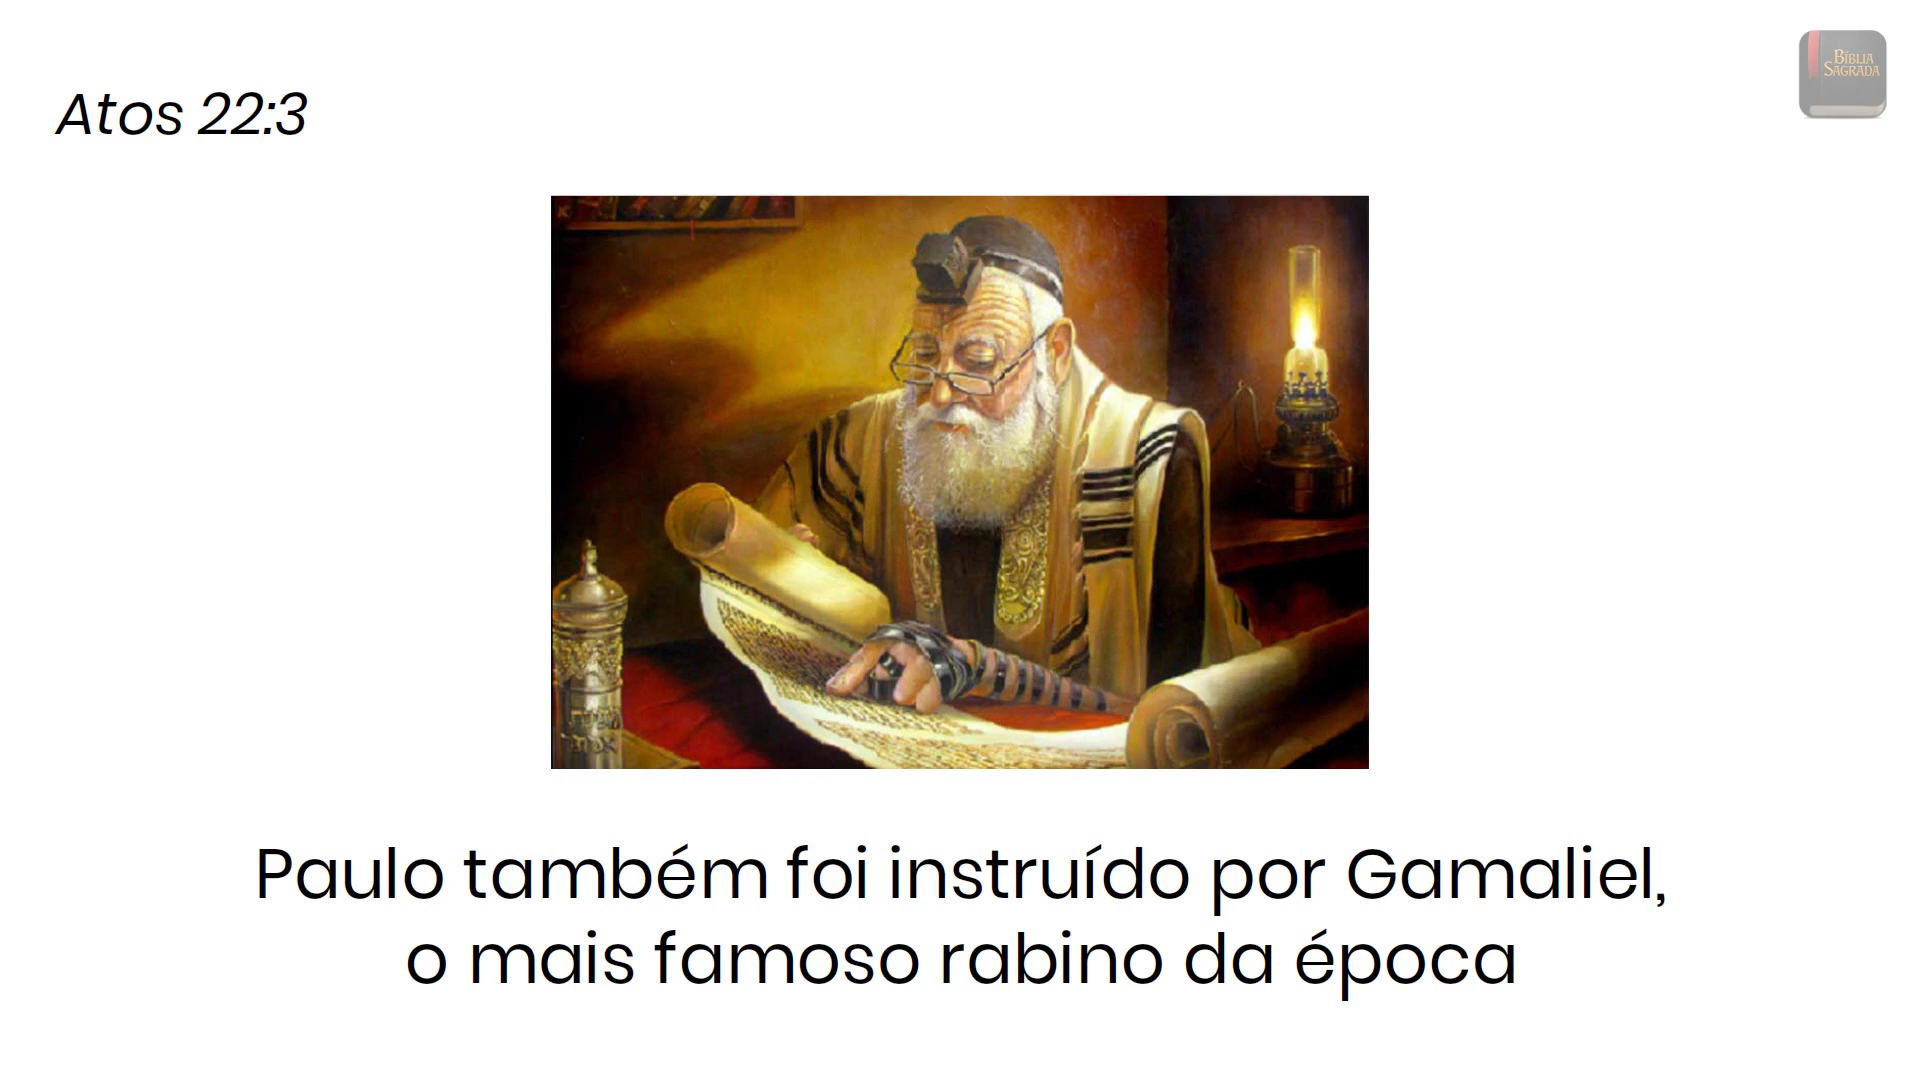 Atos 22:3
BÍBLIA
SAGRADA
Paulo também foi instruído por Gamaliel,
o mais famoso rabino da época